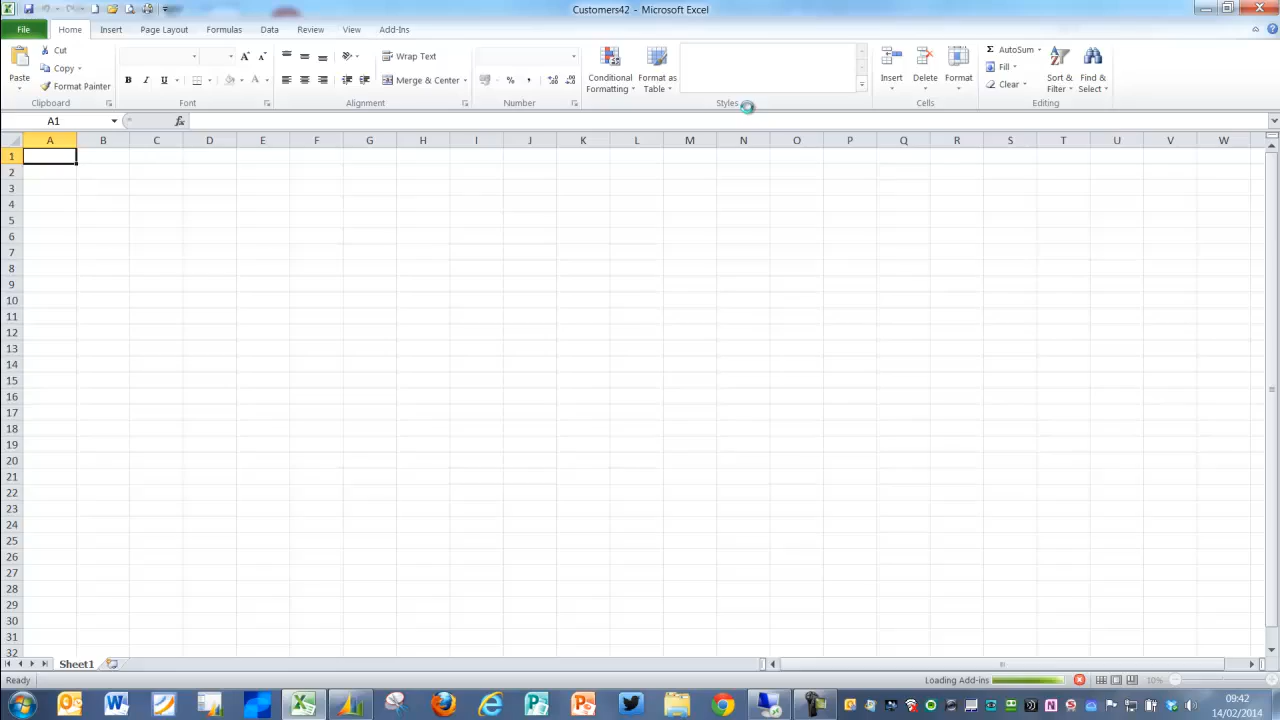 Customers42 - Microsoft Excel
File Home Insert Page Layout Formulas Data Review View Add-Ins
Paste Cut Copy Format Painter
Clipboard
B I U A
Font
Wrap Text
Merge & Center
Alignment
% ,
Number
Conditional Formatting
Format as Table
Styles
Insert Delete Format
Cells
Σ AutoSum
Fill
Clear
Sort & Filter
Find & Select
Editing
A1 fx
A B C D E F G H I J K L M N O P Q R S T U V W
1
2
3
4
5
6
7
8
9
10
11
12
13
14
15
16
17
18
19
20
21
22
23
24
25
26
27
28
29
30
31
32
Sheet1
Ready Loading Add-ins 10%
09:42
14/02/2014